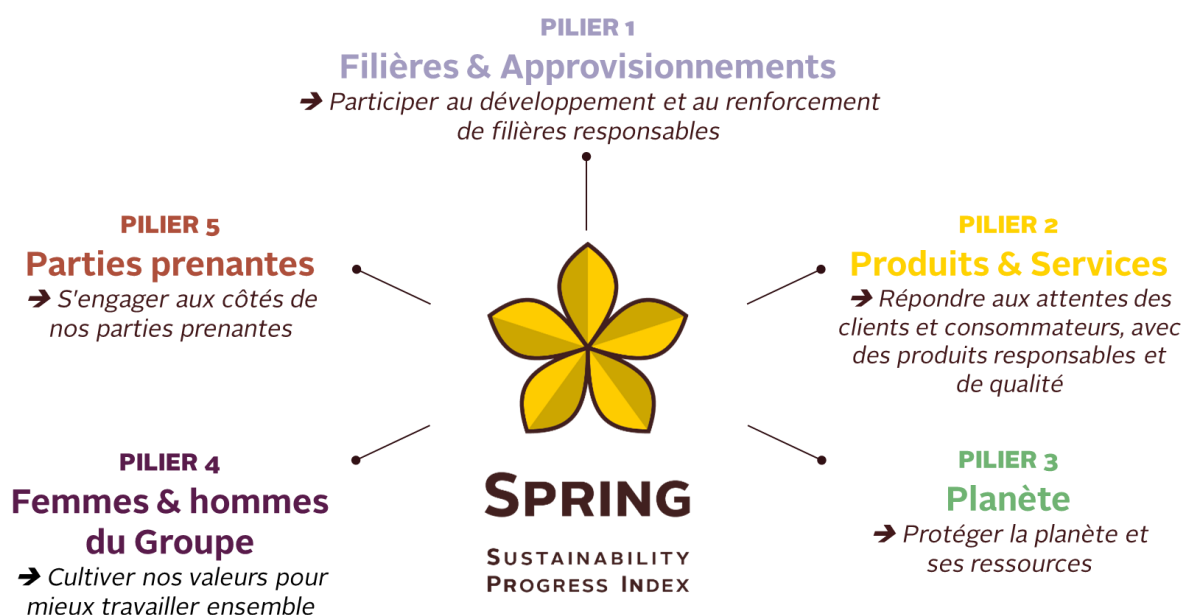 PILIER 1
Filières & Approvisionnements
➔ Participer au développement et au renforcement
de filières responsables
PILIER 5
Parties prenantes
➔ S'engager aux côtés de
nos parties prenantes
PILIER 2
Produits & Services
➔ Répondre aux attentes des
clients et consommateurs, avec
des produits responsables et
de qualité
PILIER 4
Femmes & hommes
du Groupe
➔ Cultiver nos valeurs pour
mieux travailler ensemble
SPRING
SUSTAINABILITY
PROGRESS INDEX
PILIER 3
Planète
➔ Protéger la planète et
ses ressources